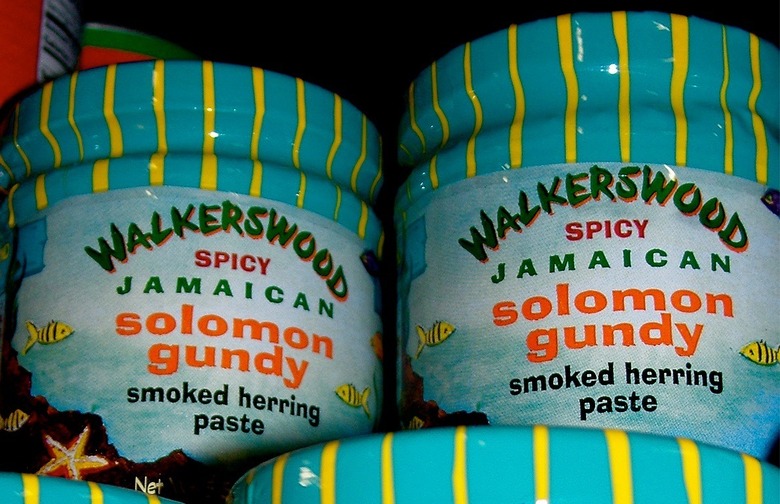 WALKERSWOOD
SPICY
JAMAICAN
solomon
gundy
smoked herring
paste
Net
WALKERSWOOD
SPICY
JAMAICAN
solomon
gundy
smoked herring
paste